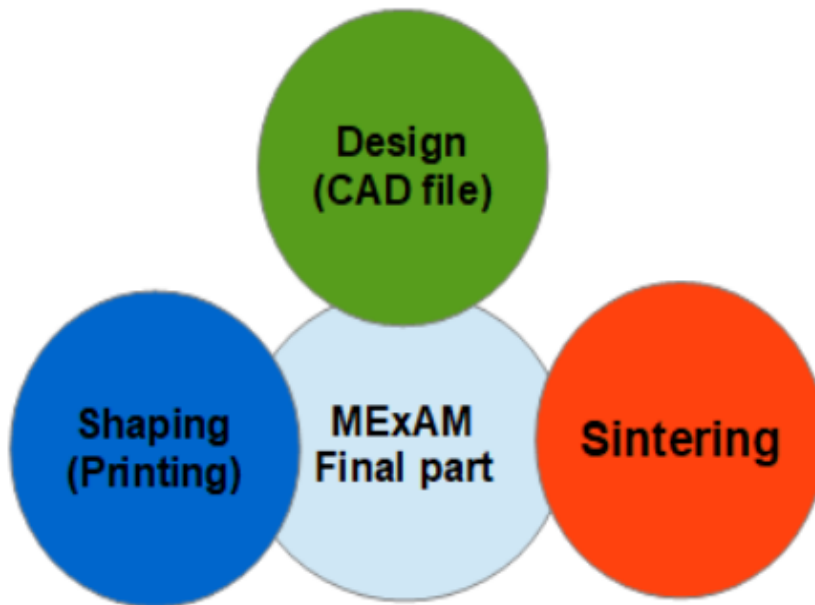 Design
(CAD file)
Shaping
(Printing)
MExAM
Final part
Sintering